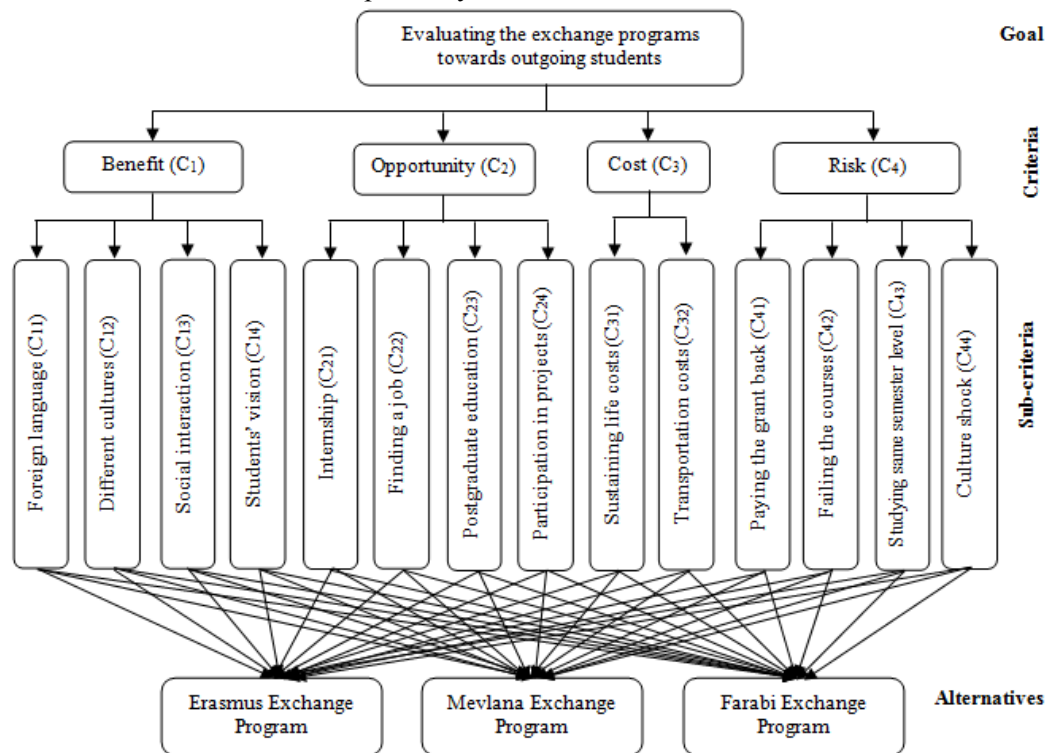 Evaluating the exchange programs
towards outgoing students
Goal
Benefit (C1)
Opportunity (C2)
Cost (C3)
Risk (C4)
Criteria
Foreign language (C11)
Different cultures (C12)
Social interaction (C13)
Students' vision (C14)
Internship (C21)
Finding a job (C22)
Postgraduate education (C23)
Participation in projects (C24)
Sustaining life costs (C31)
Transportation costs (C32)
Paying the grant back (C41)
Failing the courses (C42)
Studying same semester level (C43)
Culture shock (C44)
Sub-criteria
Erasmus Exchange
Program
Mevlana Exchange
Program
Farabi Exchange
Program
Alternatives